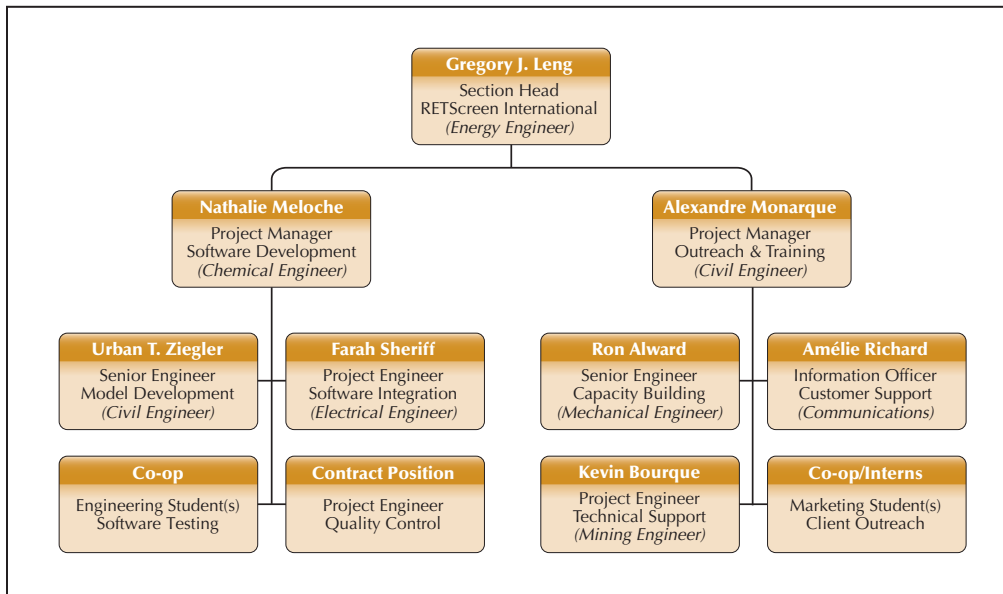 Gregory J. Leng
Section Head
RETScreen International
(Energy Engineer)
Nathalie Meloche
Project Manager
Software Development
(Chemical Engineer)
Alexandre Monarque
Project Manager
Outreach & Training
(Civil Engineer)
Urban T. Ziegler
Senior Engineer
Model Development
(Civil Engineer)
Farah Sheriff
Project Engineer
Software Integration
(Electrical Engineer)
Ron Alward
Senior Engineer
Capacity Building
(Mechanical Engineer)
Amélie Richard
Information Officer
Customer Support
(Communications)
Co-op
Engineering Student(s)
Software Testing
Contract Position
Project Engineer
Quality Control
Kevin Bourque
Project Engineer
Technical Support
(Mining Engineer)
Co-op/Interns
Marketing Student(s)
Client Outreach